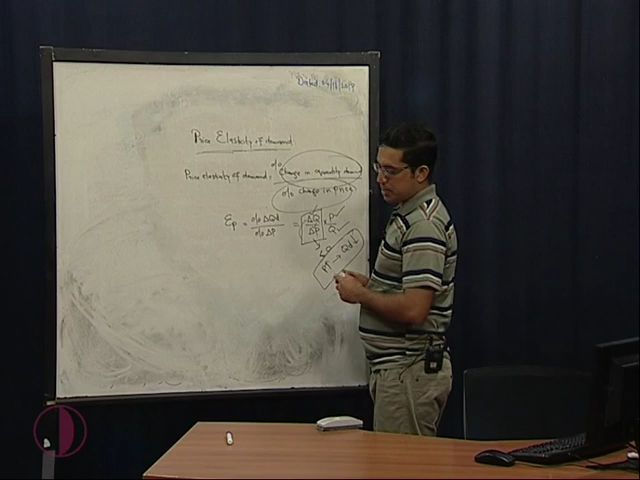 Price Elasticity of demand
Price elasticity of demand: % Change in quantity demand
% change in price
Ep = % ΔQd / % ΔP = -ΔQ / ΔP × P / Q
P↑ → Qd↓